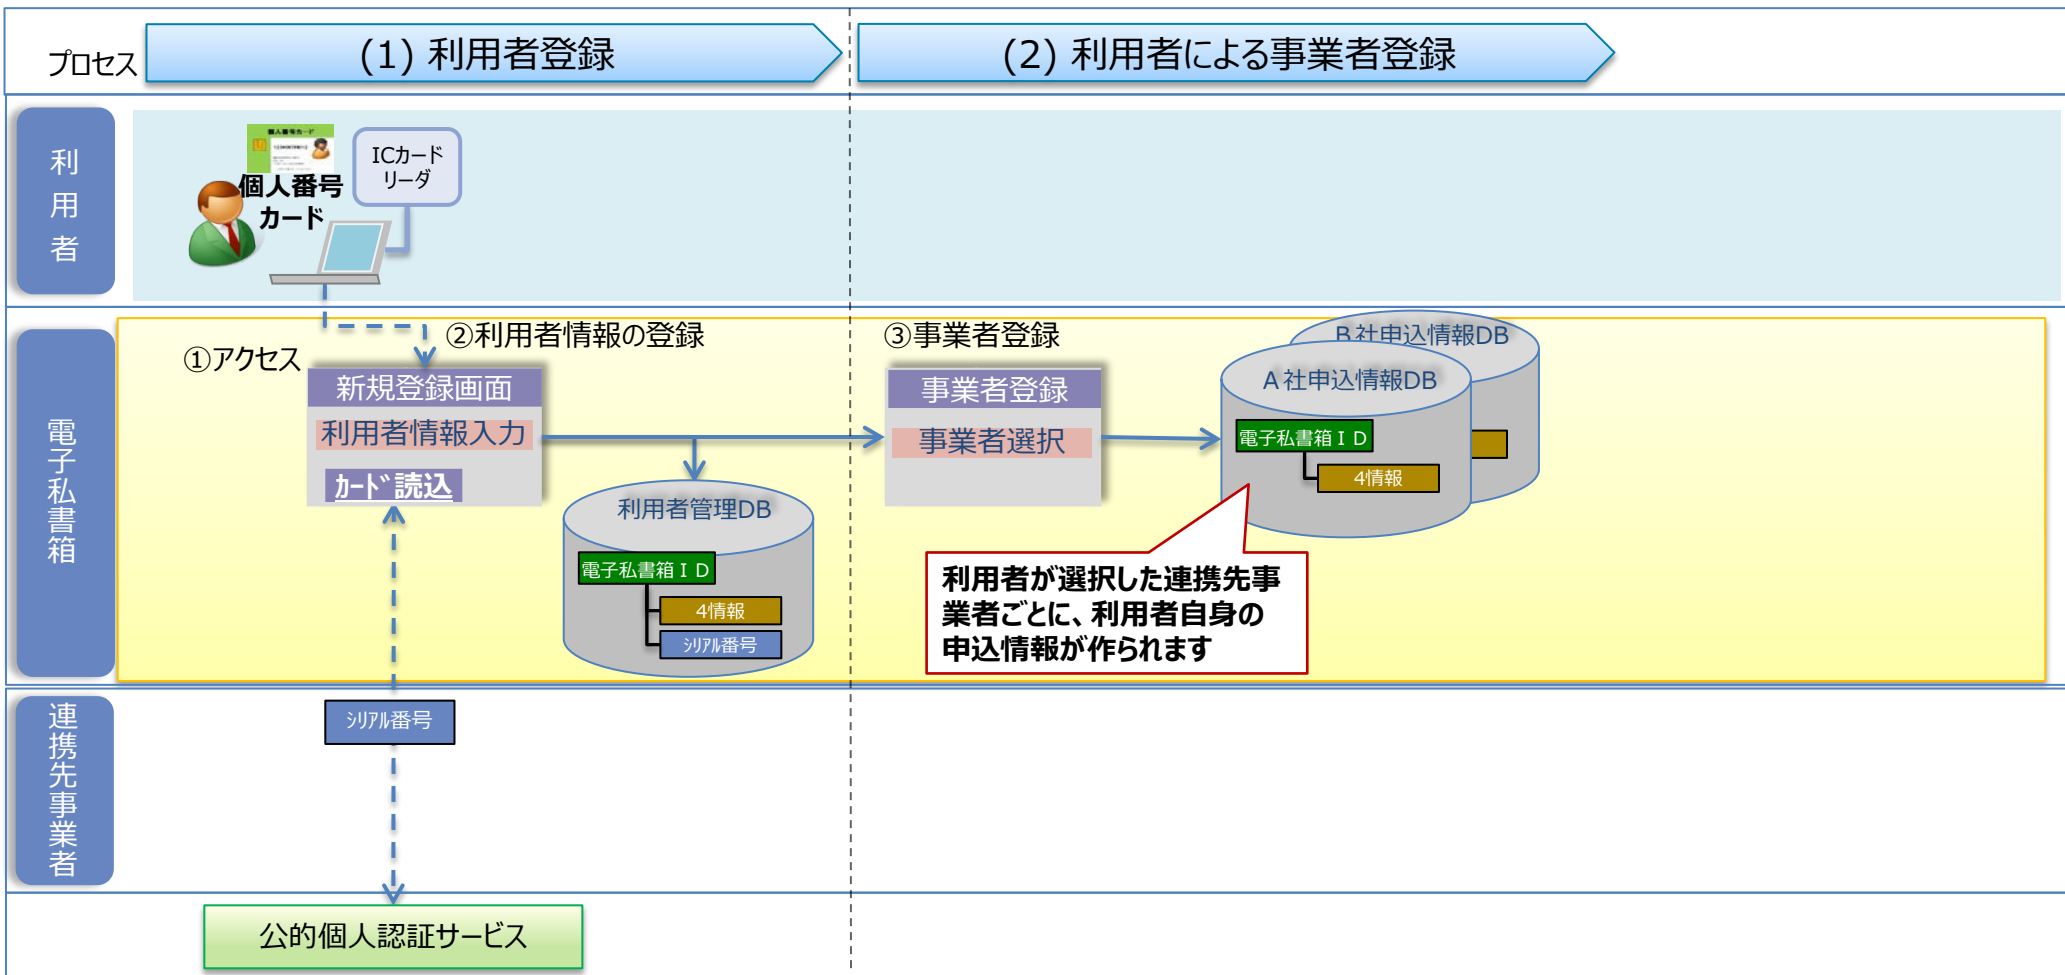 プロセス
(1) 利用者登録
(2) 利用者による事業者登録
利用者
個人番号カード
個人番号
カード
ICカード
リーダ
電子私書箱
①アクセス
②利用者情報の登録
新規登録画面
利用者情報入力
カード読込
利用者管理DB
電子私書箱ID
4情報
シリアル番号
③事業者登録
事業者登録
事業者選択
B社申込情報DB
A社申込情報DB
電子私書箱ID
4情報
利用者が選択した連携先事
業者ごとに、利用者自身の
申込情報が作られます
連携先事業者
シリアル番号
公的個人認証サービス